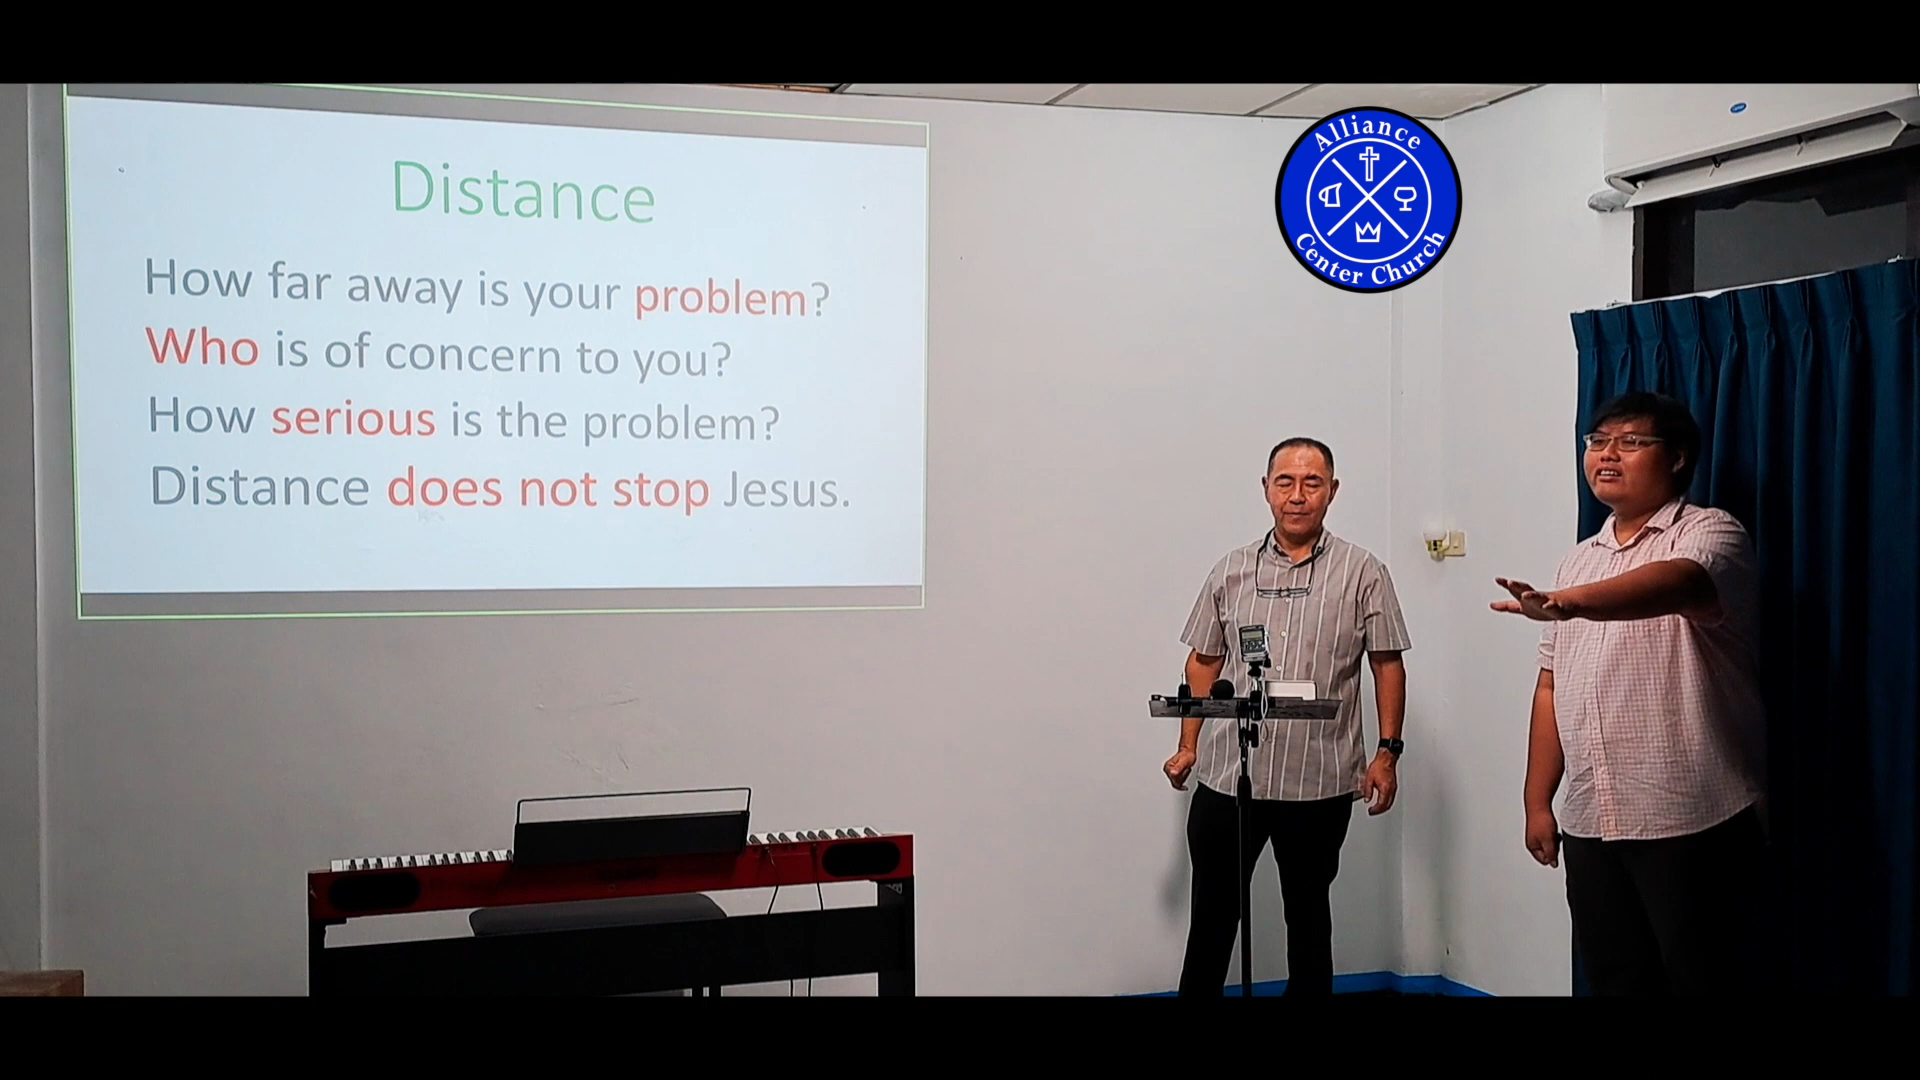 Distance
How far away is your problem?
Who is of concern to you?
How serious is the problem?
Distance does not stop Jesus.
Alliance
Center Church